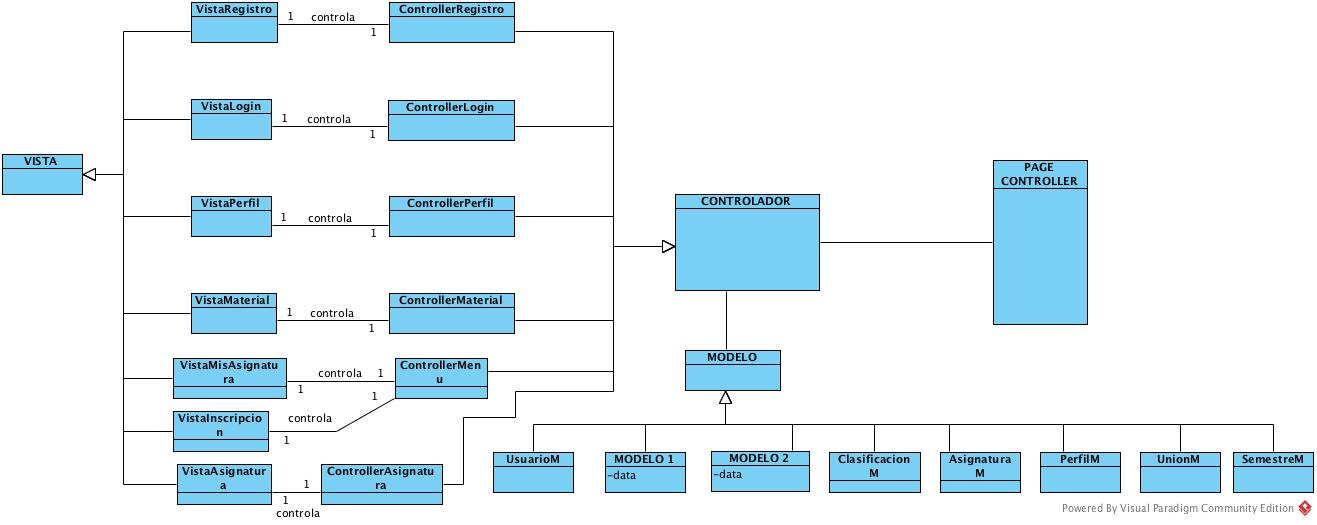 VistaRegistro
1 controla
1
ControllerRegistro
VistaLogin
1 controla
1
ControllerLogin
VISTA
VistaPerfil
1 controla
1
ControllerPerfil
CONTROLADOR
PAGE
CONTROLLER
VistaMaterial
1 controla
1
ControllerMaterial
VistaMisAsignatu
ra
controla 1
1
ControllerMen
u
MODELO
VistaInscripcio
n
controla
1
1
VistaAsignatur
a
1
1
controla
ControllerAsignatu
ra
UsuarioM
MODELO 1
-data
MODELO 2
-data
Clasificacion
M
Asignatura
M
PerfilM
UnionM
SemestreM
Powered By Visual Paradigm Community Edition